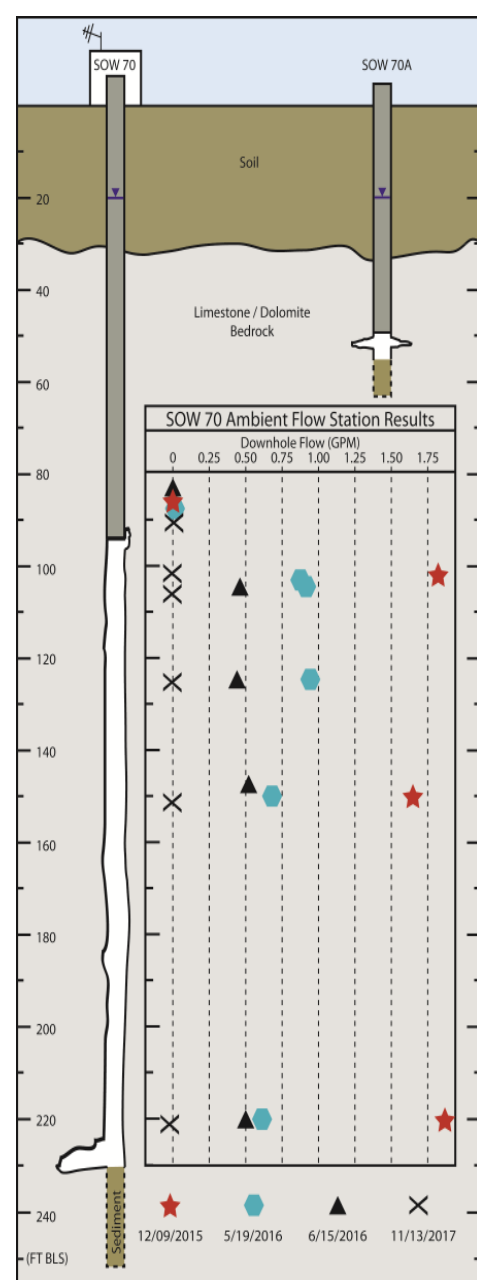 SOW 70
SOW 70A
Soil
20
40
Limestone / Dolomite
Bedrock
60
SOW 70 Ambient Flow Station Results
Downhole Flow (GPM)
0 0.25 0.50 0.75 1.00 1.25 1.50 1.75
80
100
120
140
160
180
200
220
240
Sediment
12/09/2015 5/19/2016 6/15/2016 11/13/2017
(FT BLS)